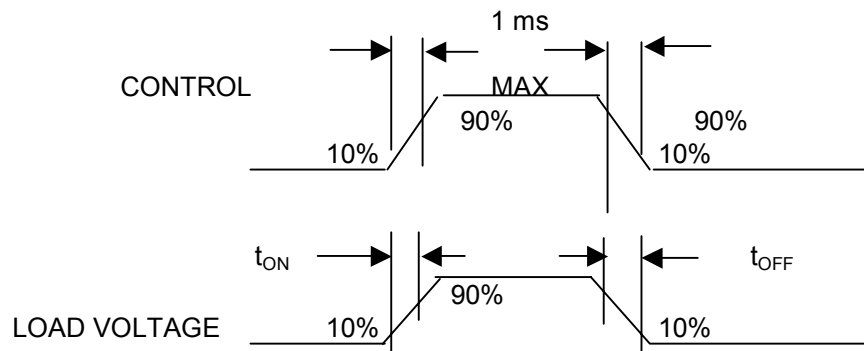 1 ms
CONTROL MAX
90% 90%
10% 10%
tON tOFF
90%
LOAD VOLTAGE 10% 10%